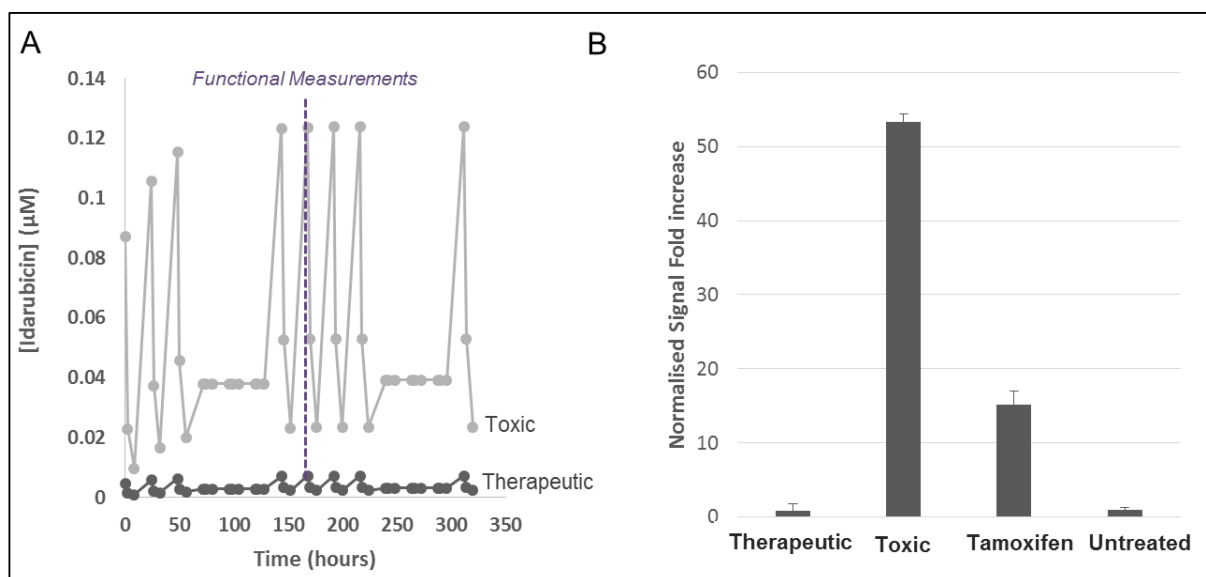 A
Functional Measurements
[Idarubicin] (µM)
0.14
0.12
0.1
0.08
0.06
0.04
0.02
0
Toxic
Therapeutic
0 50 100 150 200 250 300 350
Time (hours)
B
Normalised Signal Fold increase
60
50
40
30
20
10
0
Therapeutic Toxic Tamoxifen Untreated